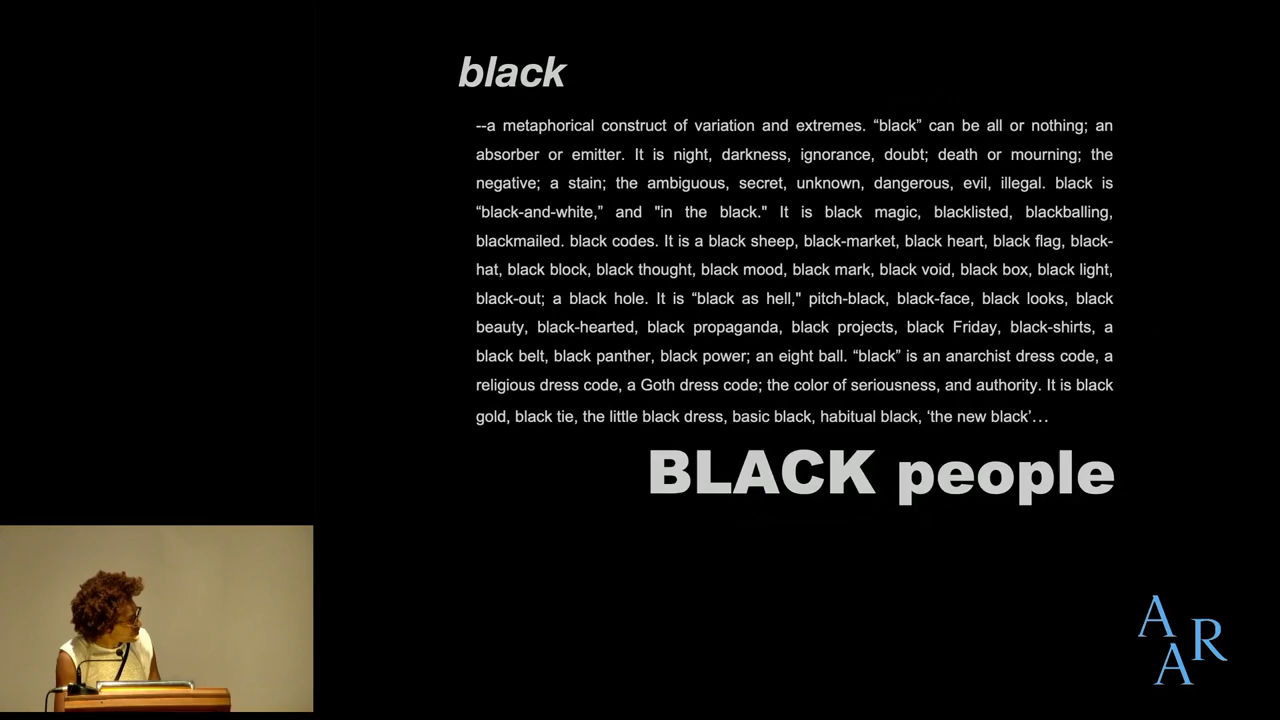 black
--a metaphorical construct of variation and extremes. “black” can be all or nothing; an
absorber or emitter. It is night, darkness, ignorance, doubt; death or mourning; the
negative; a stain; the ambiguous, secret, unknown, dangerous, evil, illegal. black is
“black-and-white,” and "in the black." It is black magic, blacklisted, blackballing,
blackmailed. black codes. It is a black sheep, black-market, black heart, black flag, black-
hat, black block, black thought, black mood, black mark, black void, black box, black light,
black-out; a black hole. It is “black as hell," pitch-black, black-face, black looks, black
beauty, black-hearted, black propaganda, black projects, black Friday, black-shirts, a
black belt, black panther, black power; an eight ball. “black” is an anarchist dress code, a
religious dress code, a Goth dress code; the color of seriousness, and authority. It is black
gold, black tie, the little black dress, basic black, habitual black, ‘the new black’…
BLACK people
A
R
A